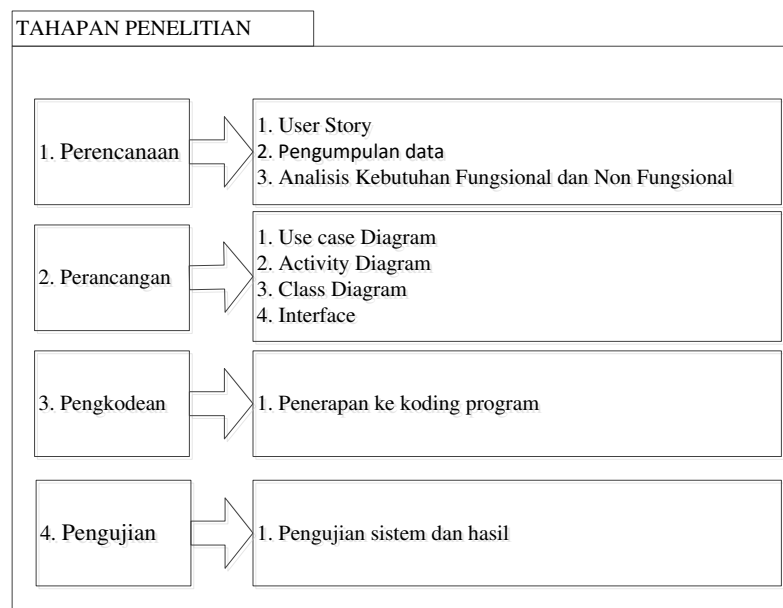 TAHAPAN PENELITIAN
1. Perencanaan
1. User Story
2. Pengumpulan data
3. Analisis Kebutuhan Fungsional dan Non Fungsional
2. Perancangan
1. Use case Diagram
2. Activity Diagram
3. Class Diagram
4. Interface
3. Pengkodean
1. Penerapan ke koding program
4. Pengujian
1. Pengujian sistem dan hasil